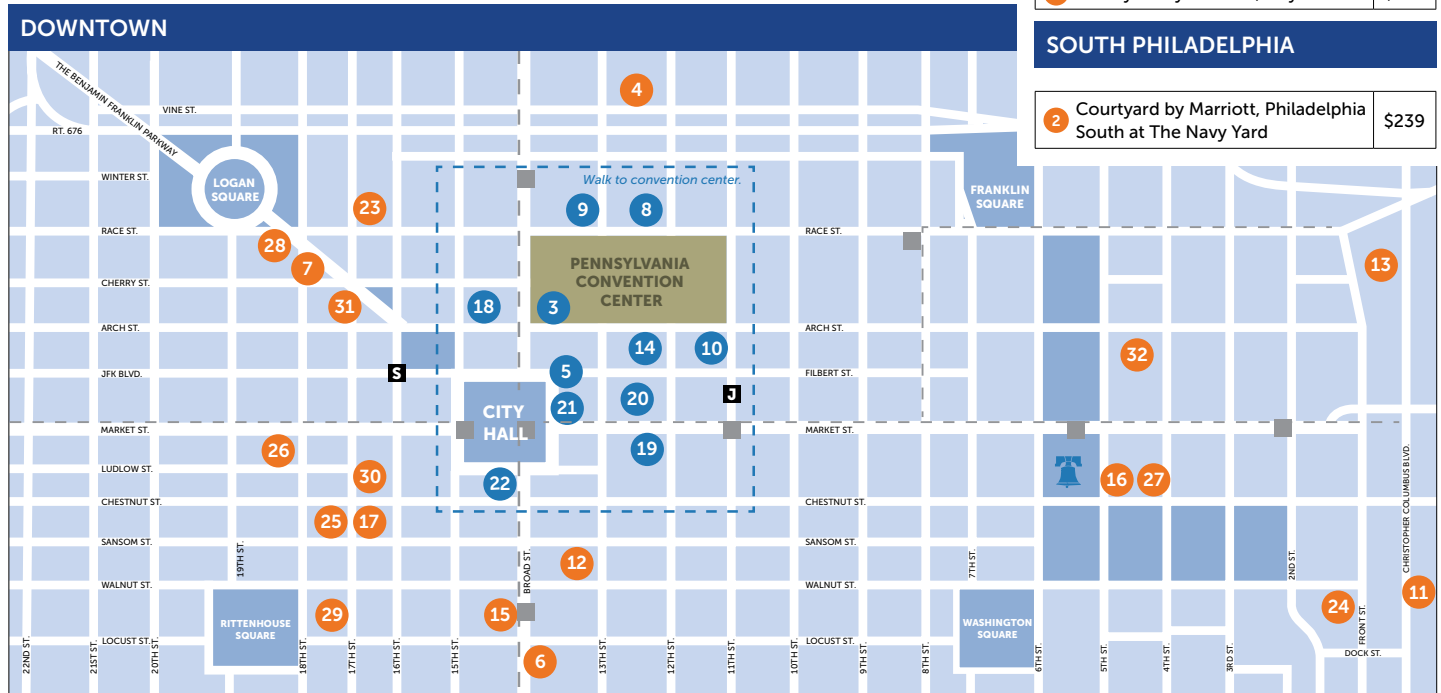 DOWNTOWN
SOUTH PHILADELPHIA
2
Courtyard by Marriott, Philadelphia
South at The Navy Yard
$239
THE BENJAMIN FRANKLIN PARKWAY
4
VINE ST.
RT. 676
WINTER ST.
LOGAN
SQUARE
23
Walk to convention center.
9
8
FRANKLIN
SQUARE
RACE ST.
RACE ST.
28
7
13
PENNSYLVANIA
CONVENTION
CENTER
CHERRY ST.
31
18
3
ARCH ST.
ARCH ST.
14
10
32
JFK BLVD.
S
5
FILBERT ST.
20
J
21
CITY
HALL
MARKET ST.
MARKET ST.
26
19
LUDLOW ST.
30
22
16
27
CHESTNUT ST.
CHESTNUT ST.
25
17
SANSOM ST.
SANSOM ST.
12
19TH ST.
BROAD ST.
7TH ST.
2ND ST.
CHRISTOPHER COLUMBUS BLVD.
WALNUT ST.
WALNUT ST.
11
24
29
15
RITTENHOUSE
SQUARE
WASHINGTON
SQUARE
LOCUST ST.
LOCUST ST.
6
DOCK ST.
22ND ST.
21ST ST.
20TH ST.
18TH ST.
17TH ST.
16TH ST.
15TH ST.
13TH ST.
12TH ST.
11TH ST.
10TH ST.
9TH ST.
8TH ST.
6TH ST.
5TH ST.
4TH ST.
3RD ST.
FRONT ST.